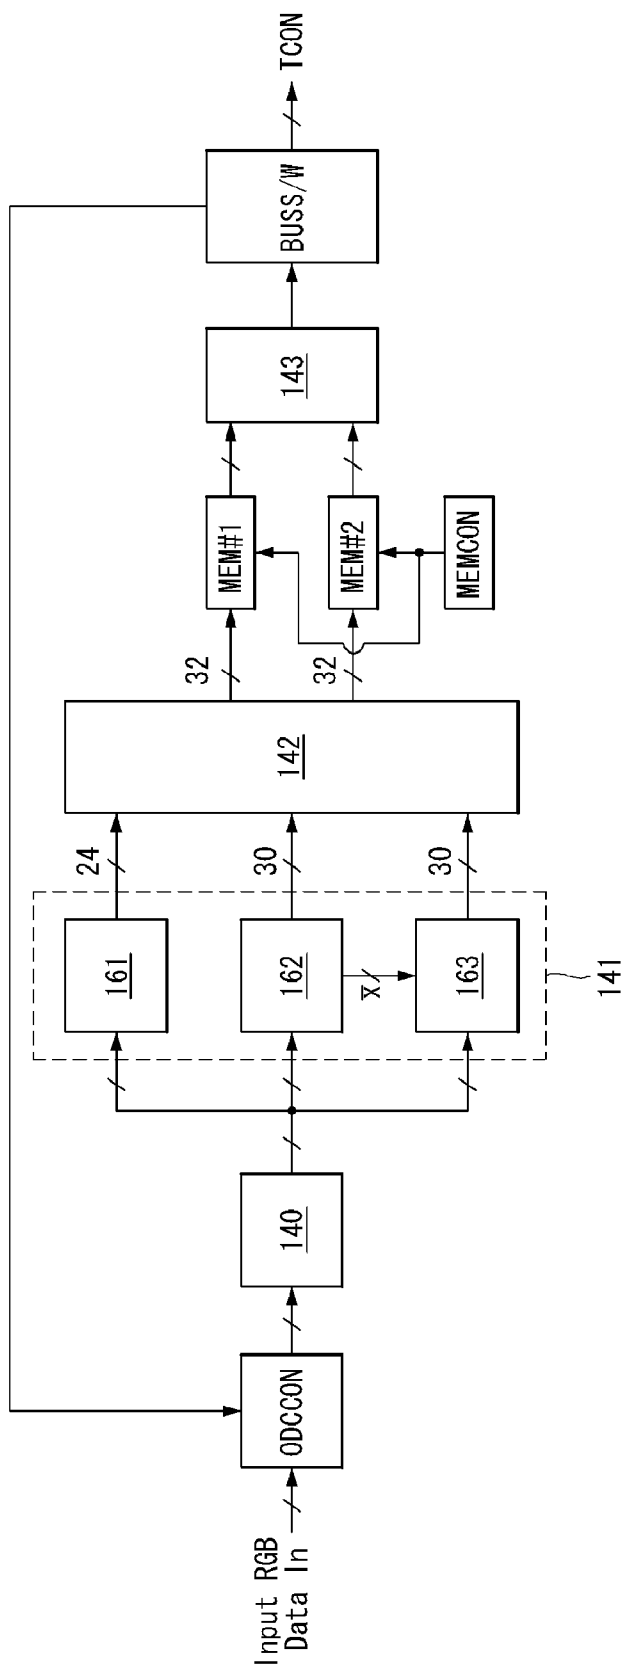 Input RGB
Data In
ODCCON
140
161
162
163
x̄
141
24
30
30
142
32
32
MEM#1
MEM#2
MEMCON
143
BUSS/W
TCON